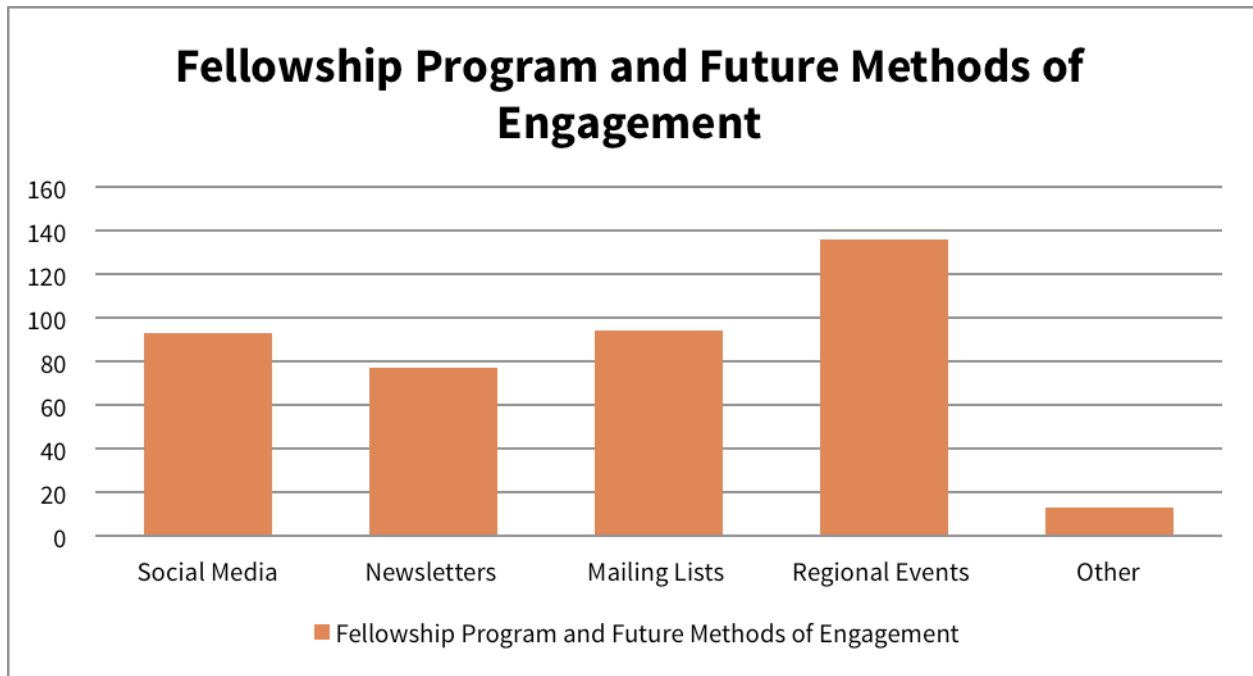 Fellowship Program and Future Methods of
Engagement
160
140
120
100
80
60
40
20
0
Social Media Newsletters Mailing Lists Regional Events Other
Fellowship Program and Future Methods of Engagement